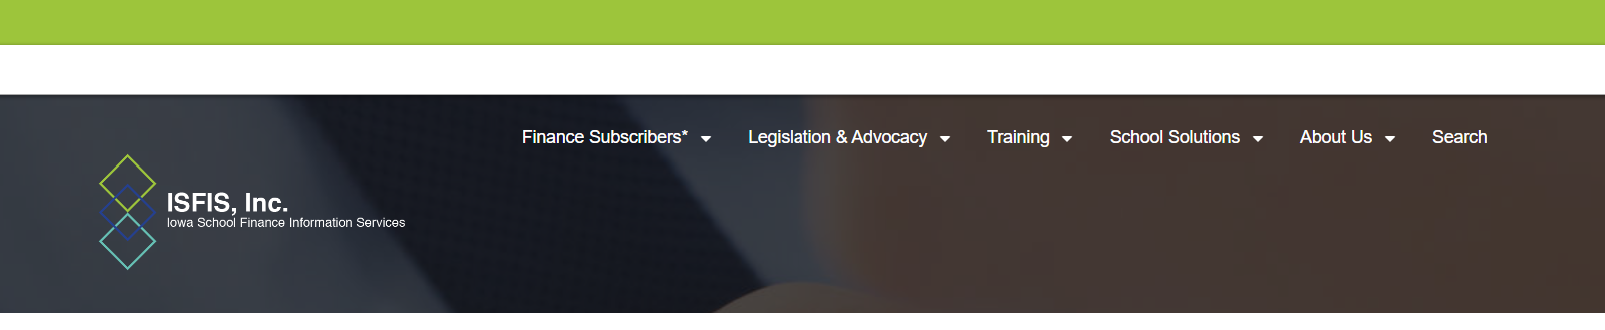 Finance Subscribers* Legislation & Advocacy Training School Solutions About Us Search
ISFIS, Inc.
Iowa School Finance Information Services